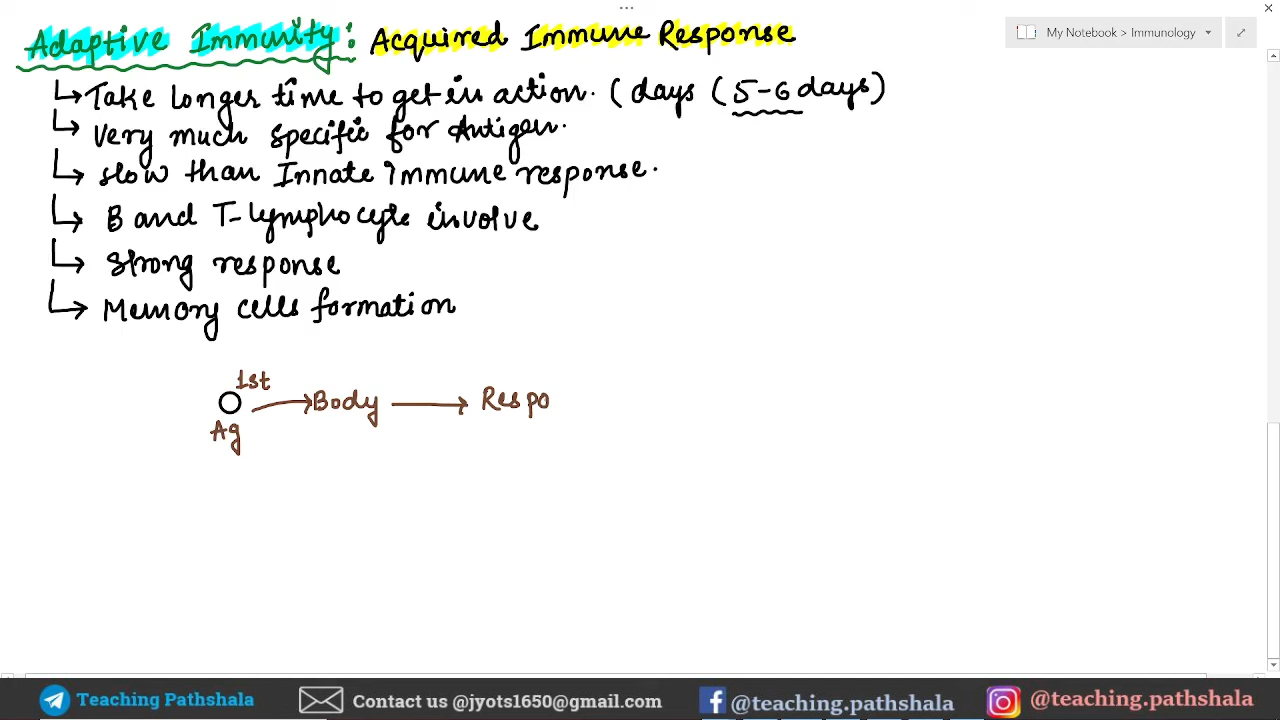 Adaptive Immunity: Acquired Immune Response
My Notebook > Immunology
Take longer time to get in action. (days (5-6 days)
Very much specific for Antigen.
Slow than Innate Immune response.
B and T-lymphocyte involve
Strong response
Memory cells formation
1st
Body
Respo
Ag
Teaching Pathshala
Contact us @jyots1650@gmail.com
@teaching.pathshala
@teaching.pathshala